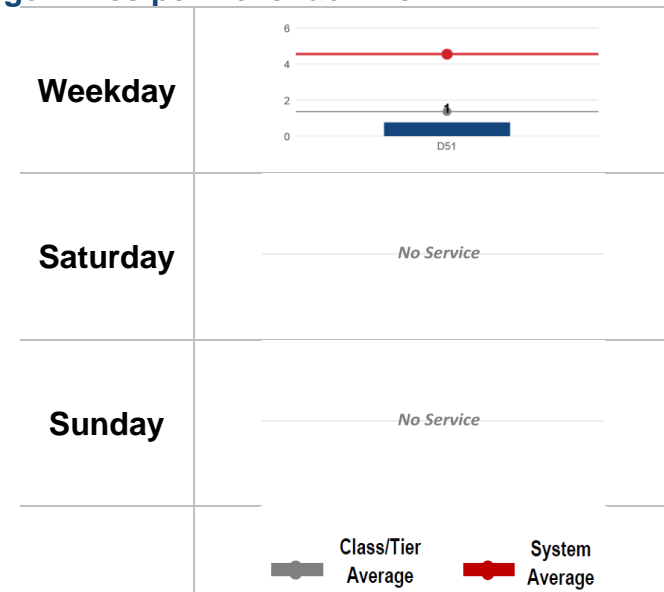 Weekday
6
4
2
0
1
D51
Saturday
No Service
Sunday
No Service
Class/Tier
Average
System
Average